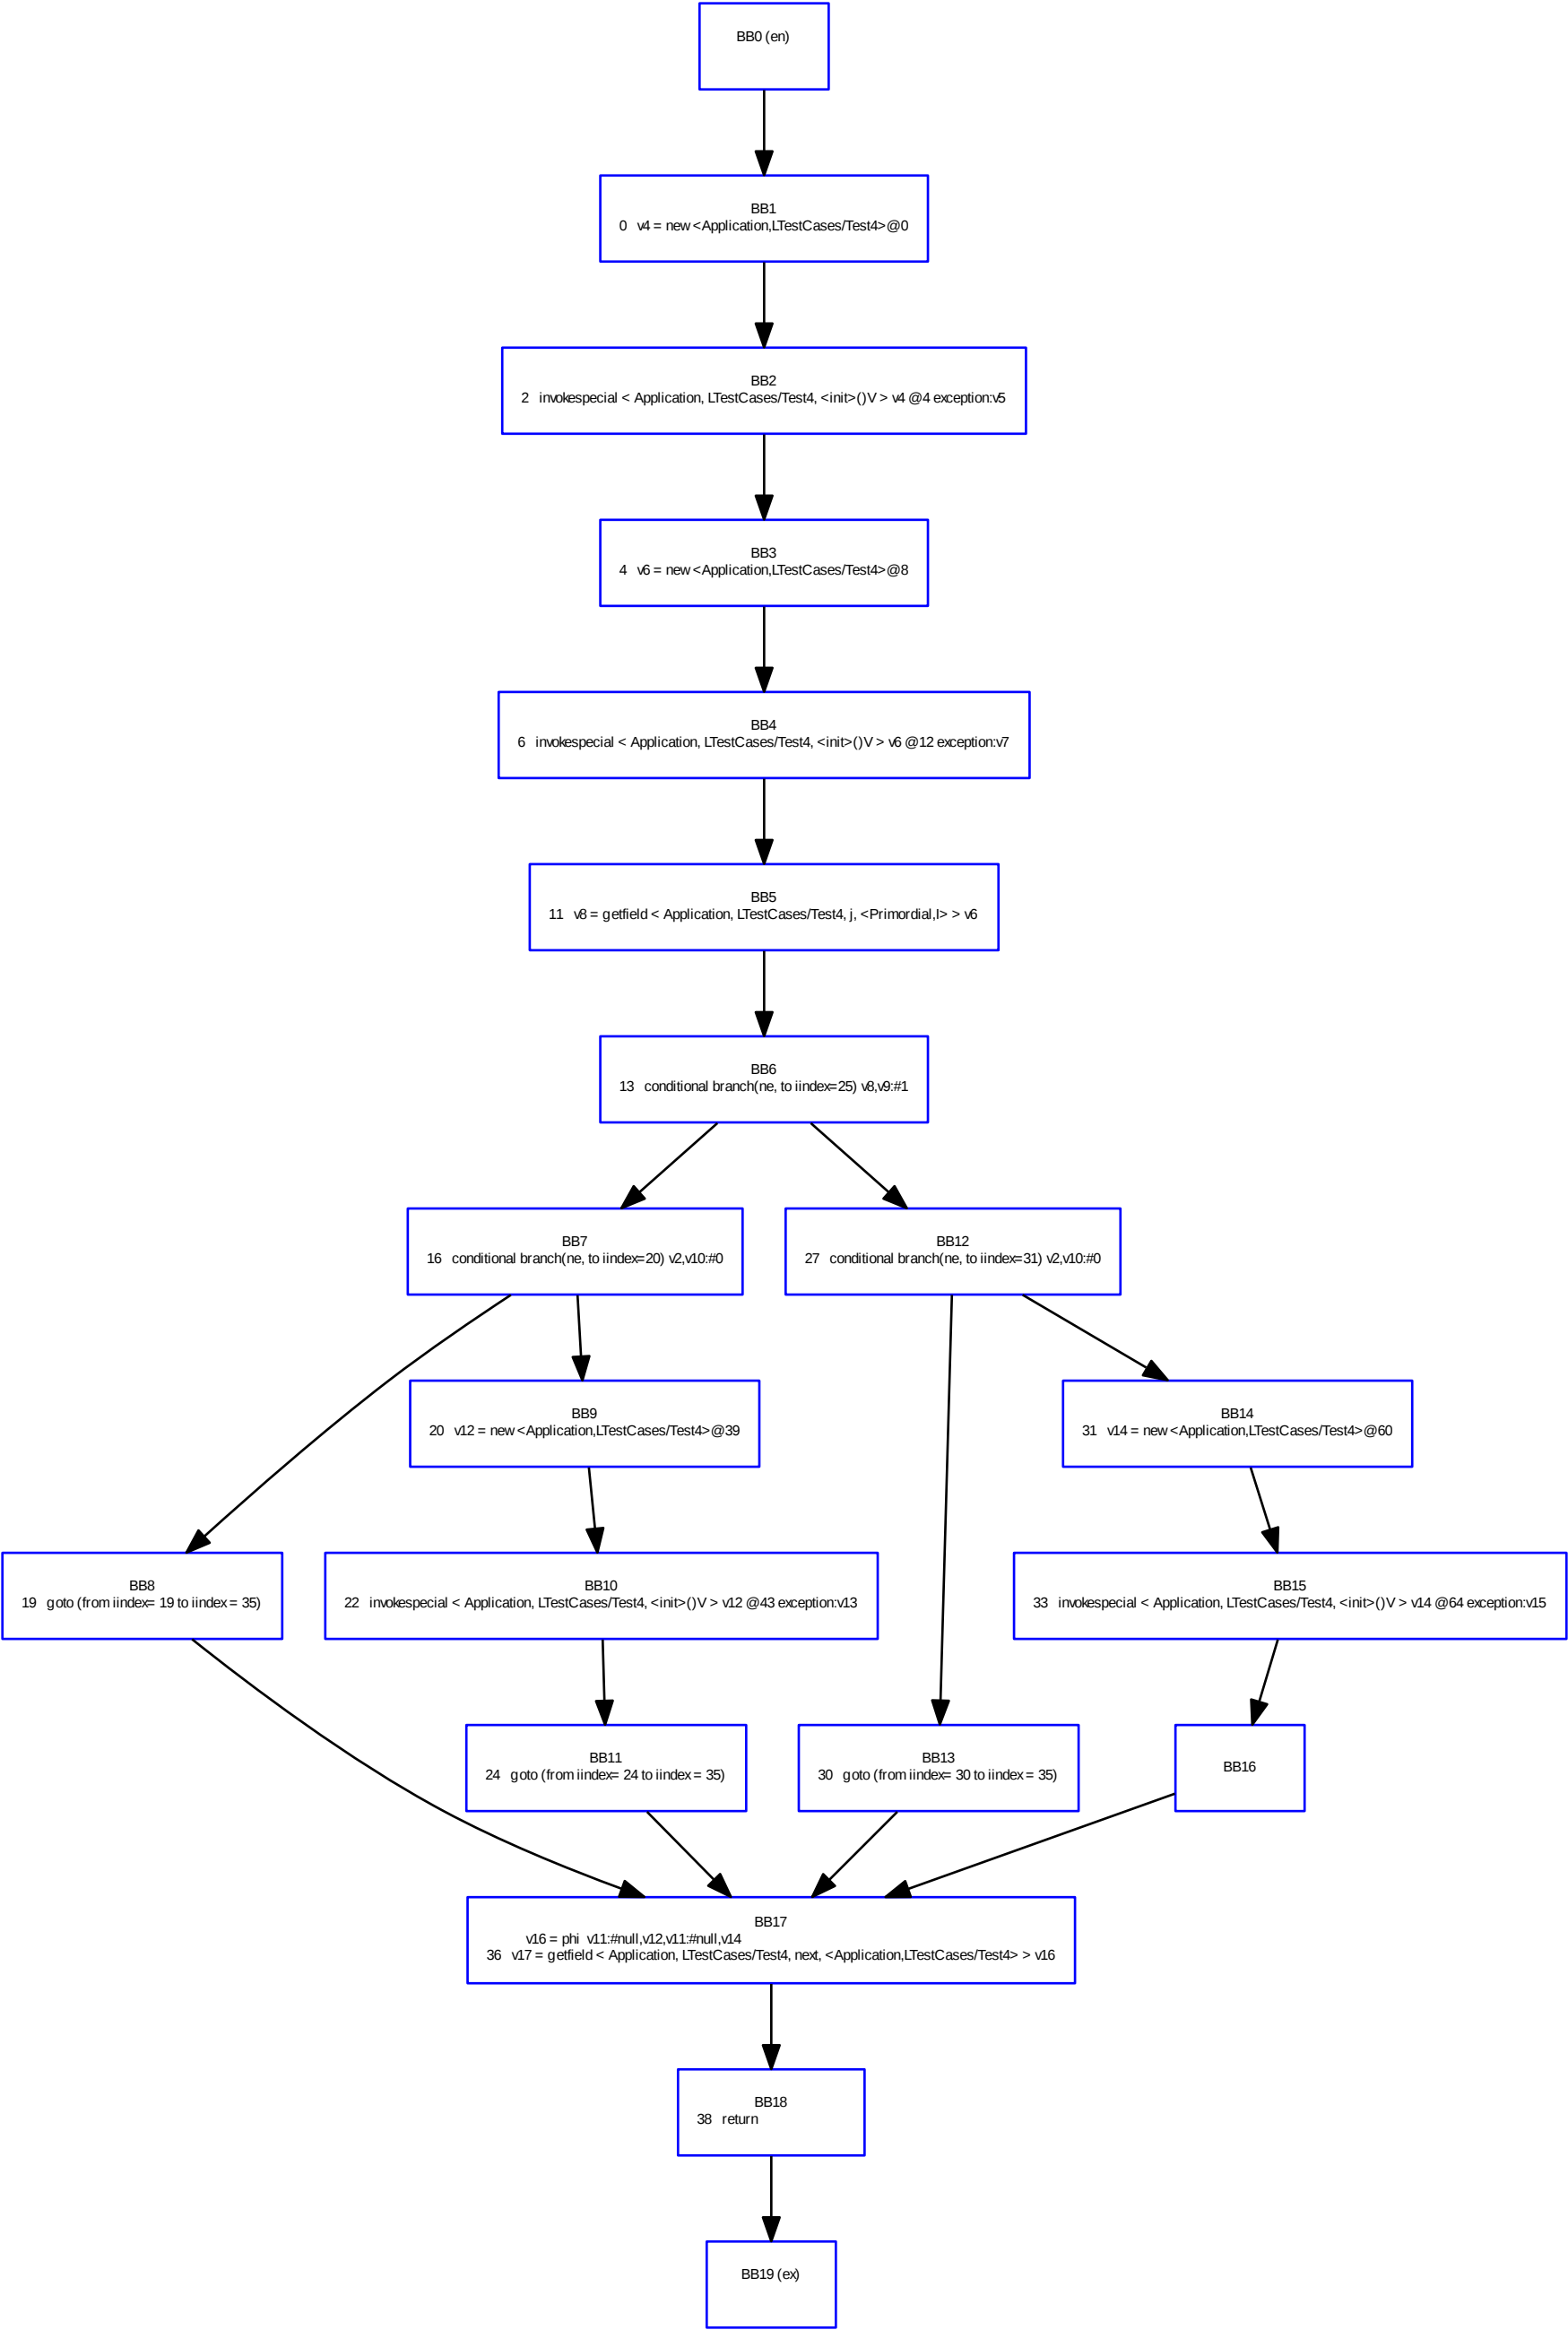 BB0 (en)
BB1
0 v4 = new <Application,LTestCases/Test4>@0
BB2
2 invokespecial < Application, LTestCases/Test4, <init>()V > v4 @4 exception:v5
BB3
4 v6 = new <Application,LTestCases/Test4>@8
BB4
6 invokespecial < Application, LTestCases/Test4, <init>()V > v6 @12 exception:v7
BB5
11 v8 = getfield < Application, LTestCases/Test4, j, <Primordial,I> > v6
BB6
13 conditional branch(ne, to iindex=25) v8,v9:#1
BB7
16 conditional branch(ne, to iindex=20) v2,v10:#0
BB12
27 conditional branch(ne, to iindex=31) v2,v10:#0
BB9
20 v12 = new <Application,LTestCases/Test4>@39
BB14
31 v14 = new <Application,LTestCases/Test4>@60
BB8
19 goto (from iindex= 19 to iindex = 35)
BB10
22 invokespecial < Application, LTestCases/Test4, <init>()V > v12 @43 exception:v13
BB15
33 invokespecial < Application, LTestCases/Test4, <init>()V > v14 @64 exception:v15
BB11
24 goto (from iindex= 24 to iindex = 35)
BB13
30 goto (from iindex= 30 to iindex = 35)
BB16
BB17
v16 = phi v11:#null,v12,v11:#null,v14
36 v17 = getfield < Application, LTestCases/Test4, next, <Application,LTestCases/Test4> > v16
BB18
38 return
BB19 (ex)